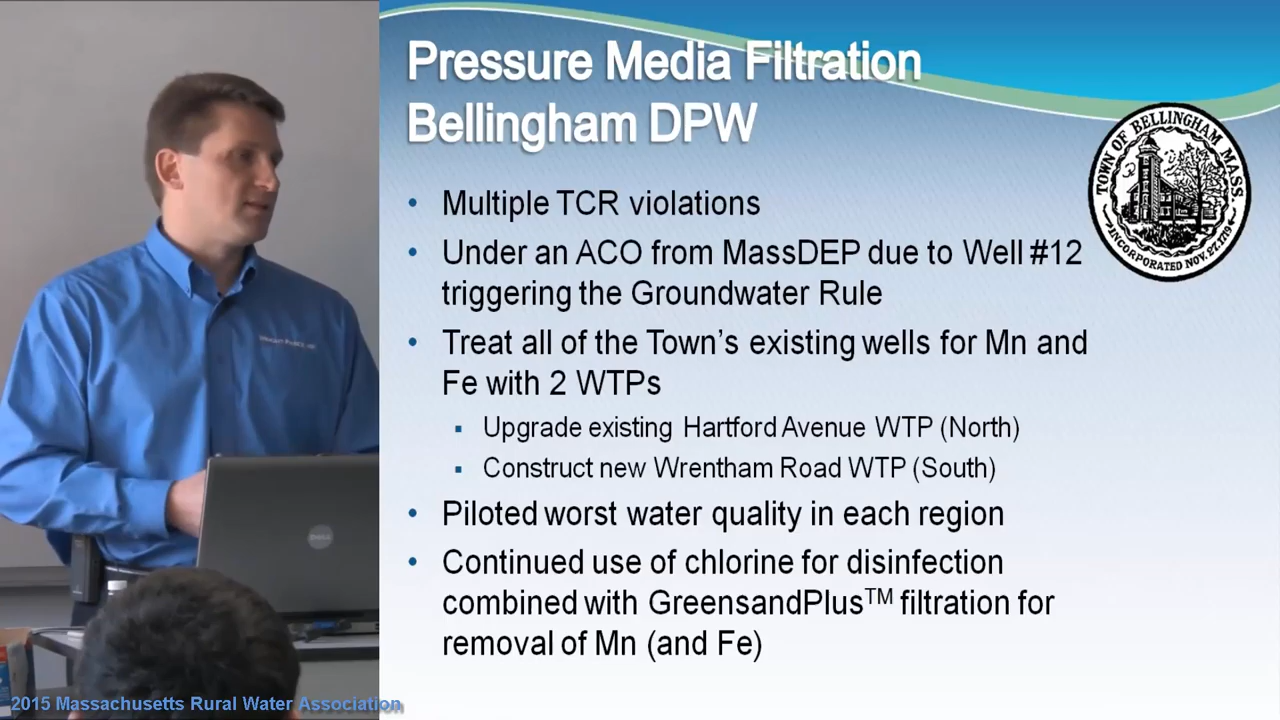 Pressure Media Filtration
Bellingham DPW
TOWN OF BELLINGHAM MASS.
INCORPORATED NOV. 27, 1719
• Multiple TCR violations
• Under an ACO from MassDEP due to Well #12
triggering the Groundwater Rule
• Treat all of the Town's existing wells for Mn and
Fe with 2 WTPs
▪ Upgrade existing Hartford Avenue WTP (North)
▪ Construct new Wrentham Road WTP (South)
• Piloted worst water quality in each region
• Continued use of chlorine for disinfection
combined with GreensandPlus™ filtration for
removal of Mn (and Fe)
DELL
2015 Massachusetts Rural Water Association